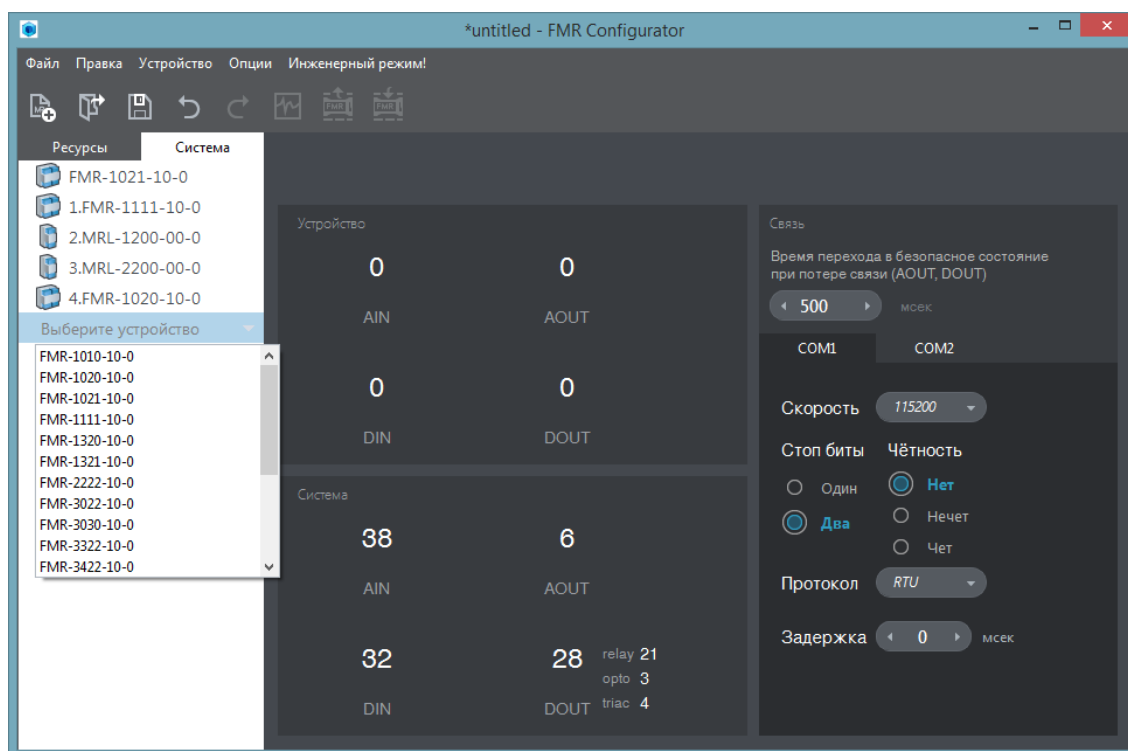 *untitled - FMR Configurator
Файл Правка Устройство Опции Инженерный режим!
Ресурсы Система
FMR-1021-10-0
1.FMR-1111-10-0
2.MRL-1200-00-0
3.MRL-2200-00-0
4.FMR-1020-10-0
Выберите устройство
FMR-1010-10-0
FMR-1020-10-0
FMR-1021-10-0
FMR-1111-10-0
FMR-1320-10-0
FMR-1321-10-0
FMR-2222-10-0
FMR-3022-10-0
FMR-3030-10-0
FMR-3322-10-0
FMR-3422-10-0
Устройство
0 0
AIN AOUT
0 0
DIN DOUT
Система
38 6
AIN AOUT
32 28 relay 21
opto 3
DIN DOUT triac 4
Связь
Время перехода в безопасное состояние
при потере связи (AOUT, DOUT)
500 мсек
COM1 COM2
Скорость 115200
Стоп биты Чётность
Один Нет
Два Нечет
Чет
Протокол RTU
Задержка 0 мсек